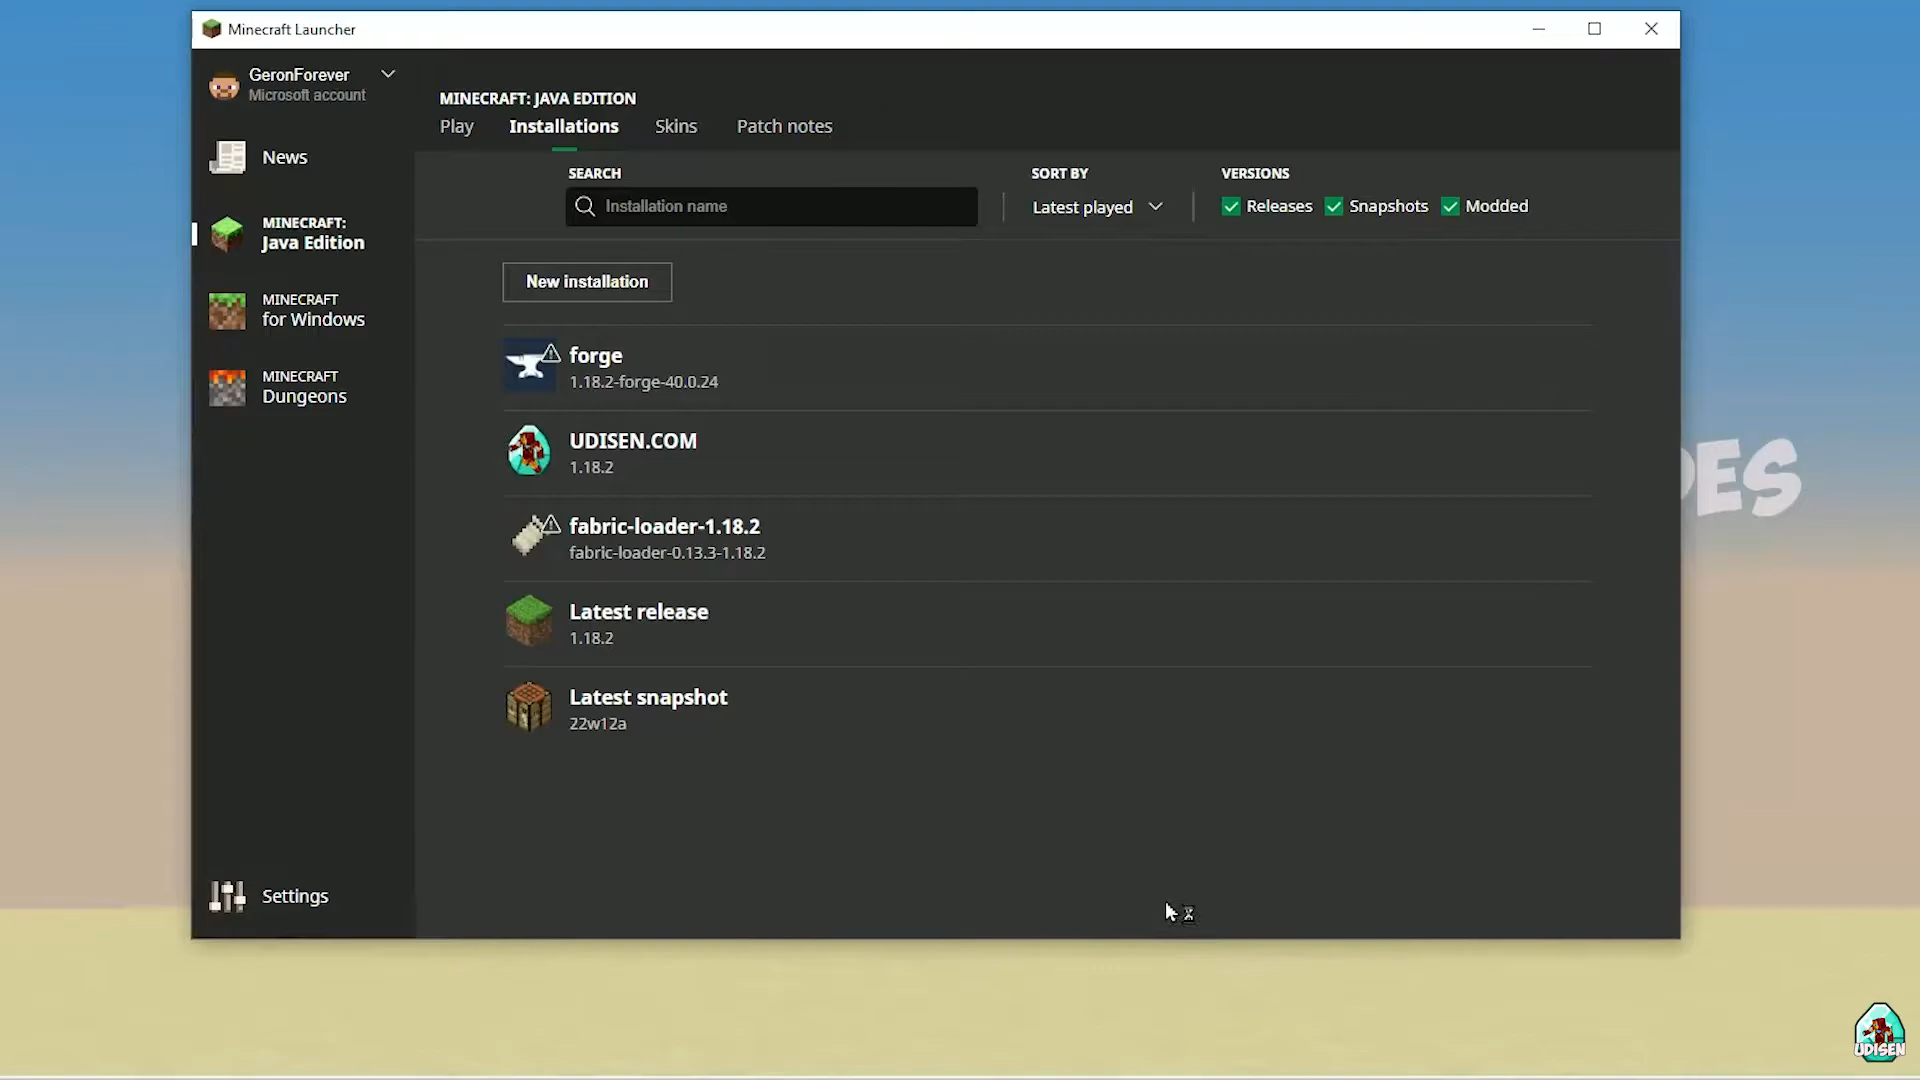 Minecraft Launcher
GeronForever
Microsoft account
News
MINECRAFT:
Java Edition
MINECRAFT
for Windows
MINECRAFT
Dungeons
Settings
MINECRAFT: JAVA EDITION
Play Installations Skins Patch notes
SEARCH SORT BY VERSIONS
Installation name Latest played Releases Snapshots Modded
New installation
forge
1.18.2-forge-40.0.24
UDISEN.COM
1.18.2
fabric-loader-1.18.2
fabric-loader-0.13.3-1.18.2
Latest release
1.18.2
Latest snapshot
22w12a
UDISEN